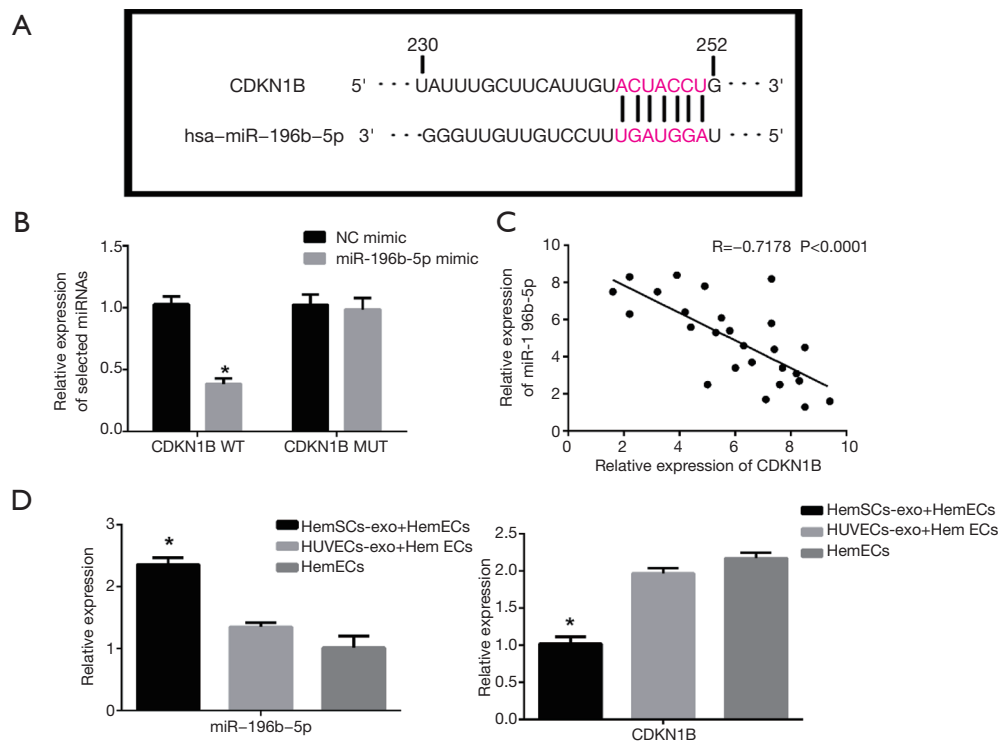 A
230 252
CDKN1B 5' · · · UAUUUGCUUCAUUGUACUACCUG · · · 3'
hsa–miR–196b–5p 3' · · · GGGUUGUUGUCCUUUGAUGGAU · · · 5'
B
NC mimic
miR-196b-5p mimic
Relative expression
of selected miRNAs
1.5
1.0
0.5
0.0
*
CDKN1B WT CDKN1B MUT
C
R=–0.7178 P<0.0001
Relative expression
of miR-1 96b-5p
10
8
6
4
2
0
0 2 4 6 8 10
Relative expression of CDKN1B
D
HemSCs-exo+HemECs
HUVECs-exo+Hem ECs
HemECs
Relative expression
3
2
1
0
*
miR–196b–5p
HemSCs-exo+HemECs
HUVECs-exo+Hem ECs
HemECs
Relative expression
2.5
2.0
1.5
1.0
0.5
0.0
*
CDKN1B